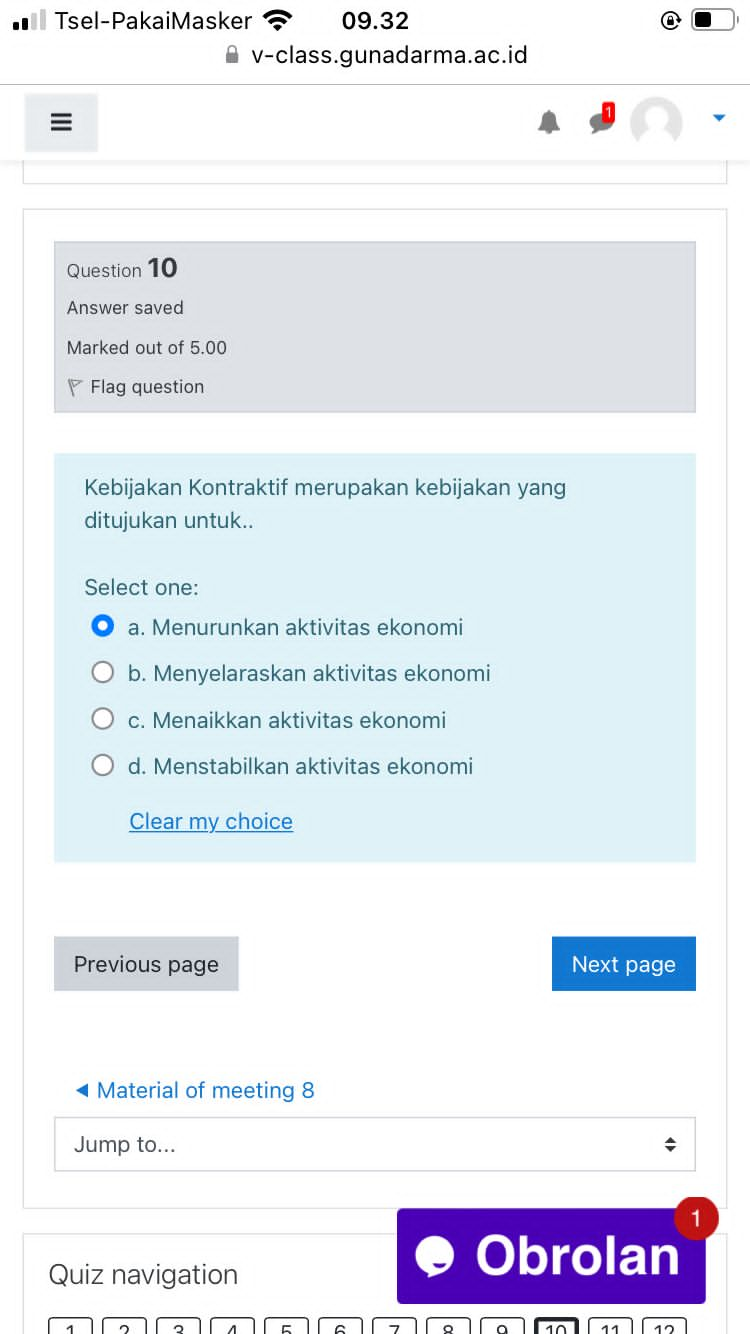 Tsel-PakaiMasker 09.32
v-class.gunadarma.ac.id
1
Question 10
Answer saved
Marked out of 5.00
Flag question
Kebijakan Kontraktif merupakan kebijakan yang
ditujukan untuk..
Select one:
a. Menurunkan aktivitas ekonomi
b. Menyelaraskan aktivitas ekonomi
c. Menaikkan aktivitas ekonomi
d. Menstabilkan aktivitas ekonomi
Clear my choice
Previous page Next page
Material of meeting 8
Jump to...
1
Obrolan
Quiz navigation
1 2 3 4 5 6 7 8 9 10 11 12